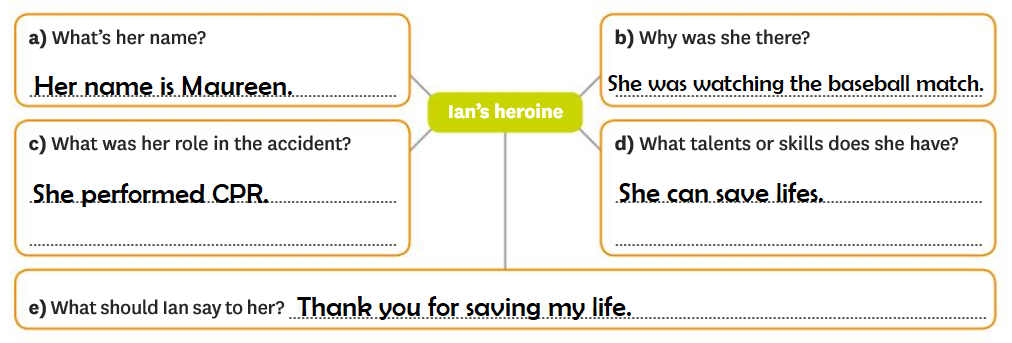 a) What's her name?
Her name is Maureen.
b) Why was she there?
She was watching the baseball match.
Ian's heroine
c) What was her role in the accident?
She performed CPR.
d) What talents or skills does she have?
She can save lifes.
e) What should Ian say to her? Thank you for saving my life.